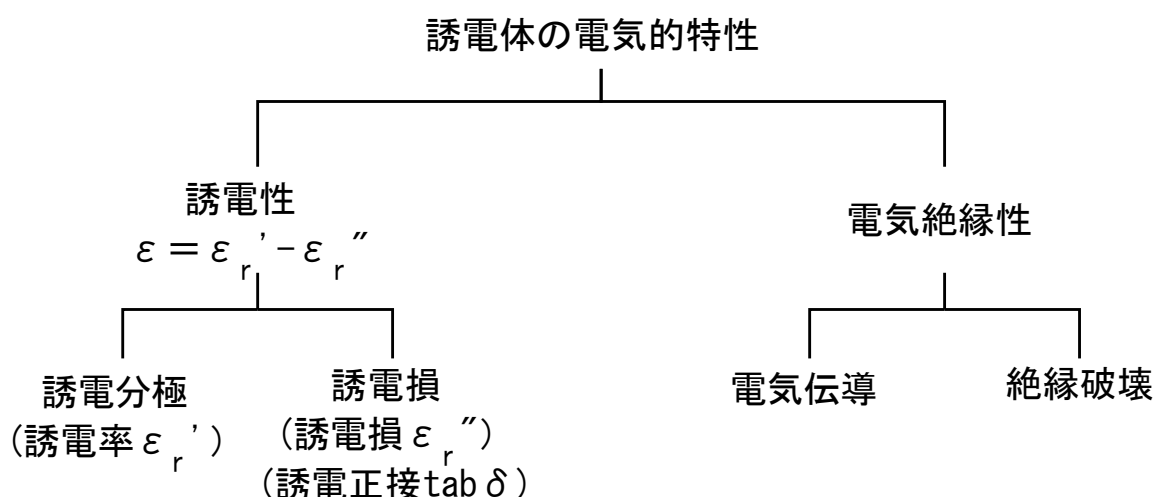 誘電体の電気的特性
誘電性
ε=εr'-εr″
電気絶縁性
誘電分極
(誘電率εr')
誘電損
(誘電損εr″)
(誘電正接tabδ)
電気伝導
絶縁破壊